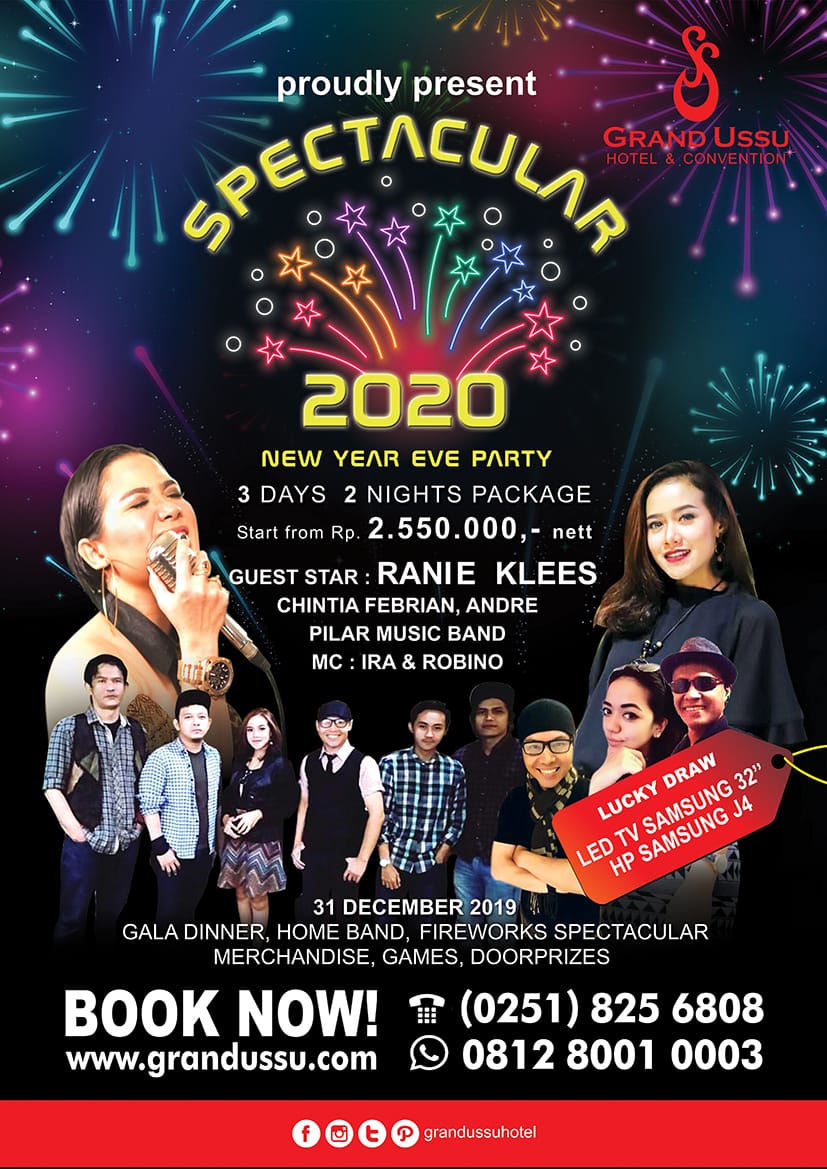 proudly present
GRAND USSU
HOTEL & CONVENTION
SPECTACULAR
2020
NEW YEAR EVE PARTY
3 DAYS 2 NIGHTS PACKAGE
Start from Rp. 2.550.000,- nett
GUEST STAR : RANIE KLEES
CHINTIA FEBRIAN, ANDRE
PILAR MUSIC BAND
MC : IRA & ROBINO
LUCKY DRAW
LED TV SAMSUNG 32”
HP SAMSUNG J4
31 DECEMBER 2019
GALA DINNER, HOME BAND, FIREWORKS SPECTACULAR
MERCHANDISE, GAMES, DOORPRIZES
BOOK NOW! (0251) 825 6808
www.grandussu.com 0812 8001 0003
grandussuhotel